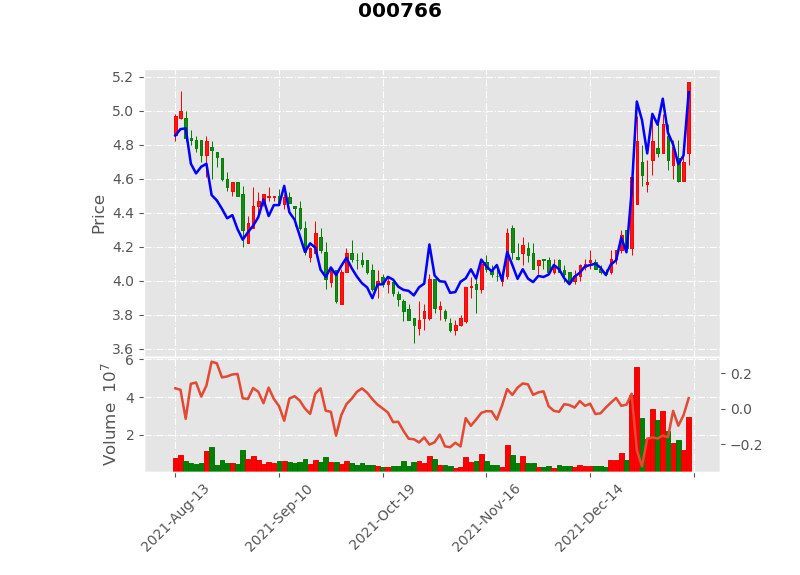 000766
5.2
5.0
4.8
4.6
4.4
4.2
4.0
3.8
3.6
Price
6
4
2
Volume 10^7
0.2
0.0
−0.2
2021-Aug-13
2021-Sep-10
2021-Oct-19
2021-Nov-16
2021-Dec-14